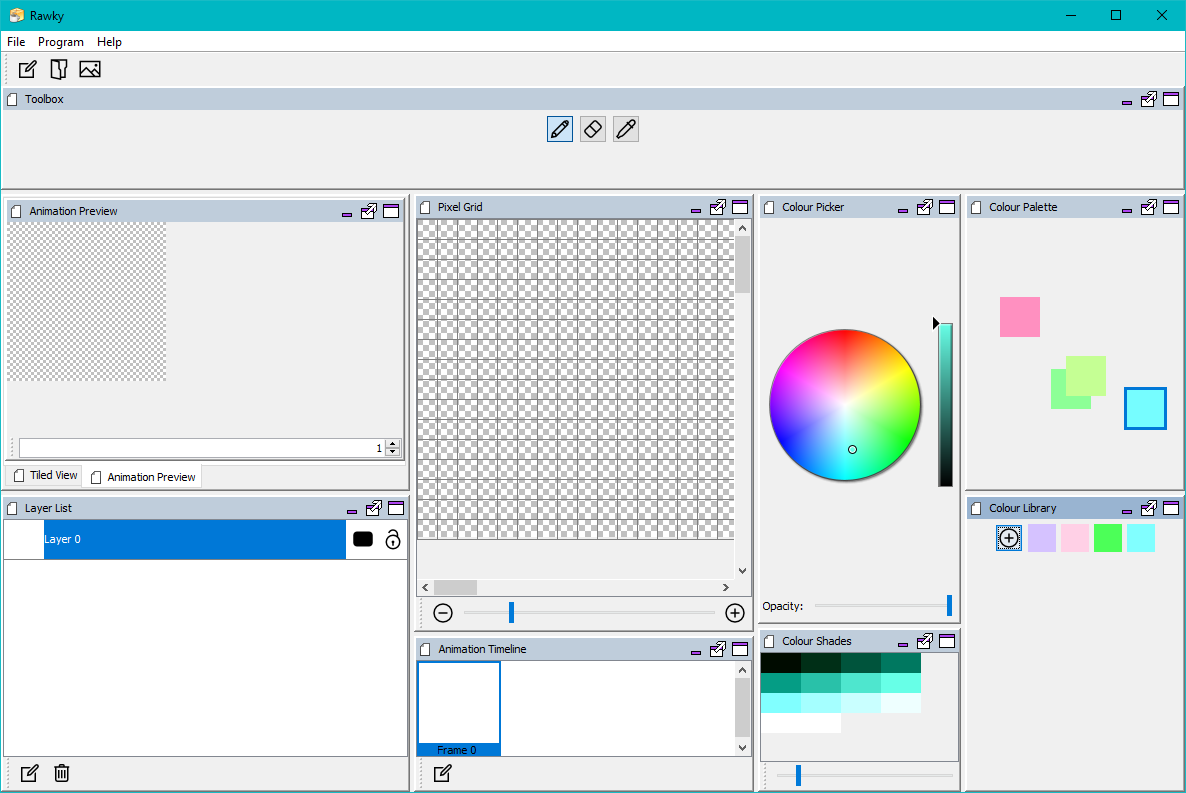 Rawky
File Program Help
Toolbox
Animation Preview
1
Tiled View
Animation Preview
Layer List
Layer 0
Pixel Grid
Animation Timeline
Frame 0
Colour Picker
Opacity:
Colour Shades
Colour Palette
Colour Library